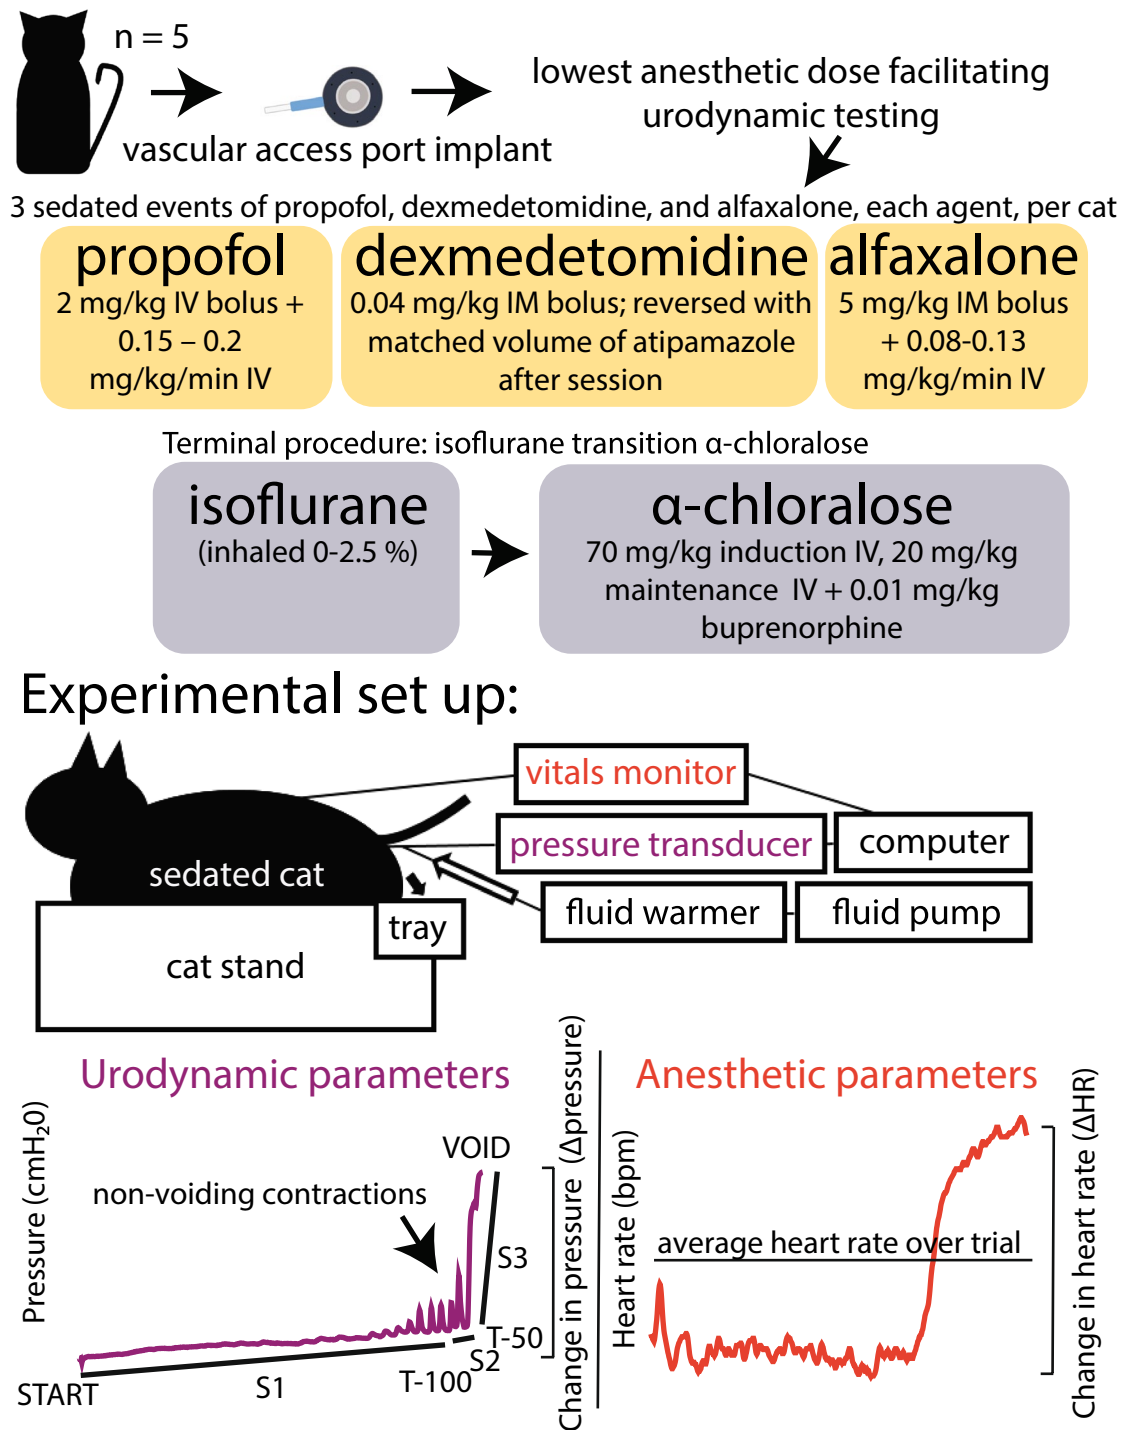 n = 5
vascular access port implant
lowest anesthetic dose facilitating
urodynamic testing
3 sedated events of propofol, dexmedetomidine, and alfaxalone, each agent, per cat
propofol
2 mg/kg IV bolus +
0.15 – 0.2
mg/kg/min IV
dexmedetomidine
0.04 mg/kg IM bolus; reversed with
matched volume of atipamazole
after session
alfaxalone
5 mg/kg IM bolus
+ 0.08-0.13
mg/kg/min IV
Terminal procedure: isoflurane transition α-chloralose
isoflurane
(inhaled 0-2.5 %)
α-chloralose
70 mg/kg induction IV, 20 mg/kg
maintenance IV + 0.01 mg/kg
buprenorphine
Experimental set up:
vitals monitor
pressure transducer
computer
sedated cat
fluid warmer
fluid pump
tray
cat stand
Urodynamic parameters
Pressure (cmH₂0)
VOID
non-voiding contractions
S3
T-50
S2
T-100
S1
START
Change in pressure (Δpressure)
Anesthetic parameters
Heart rate (bpm)
average heart rate over trial
Change in heart rate (ΔHR)